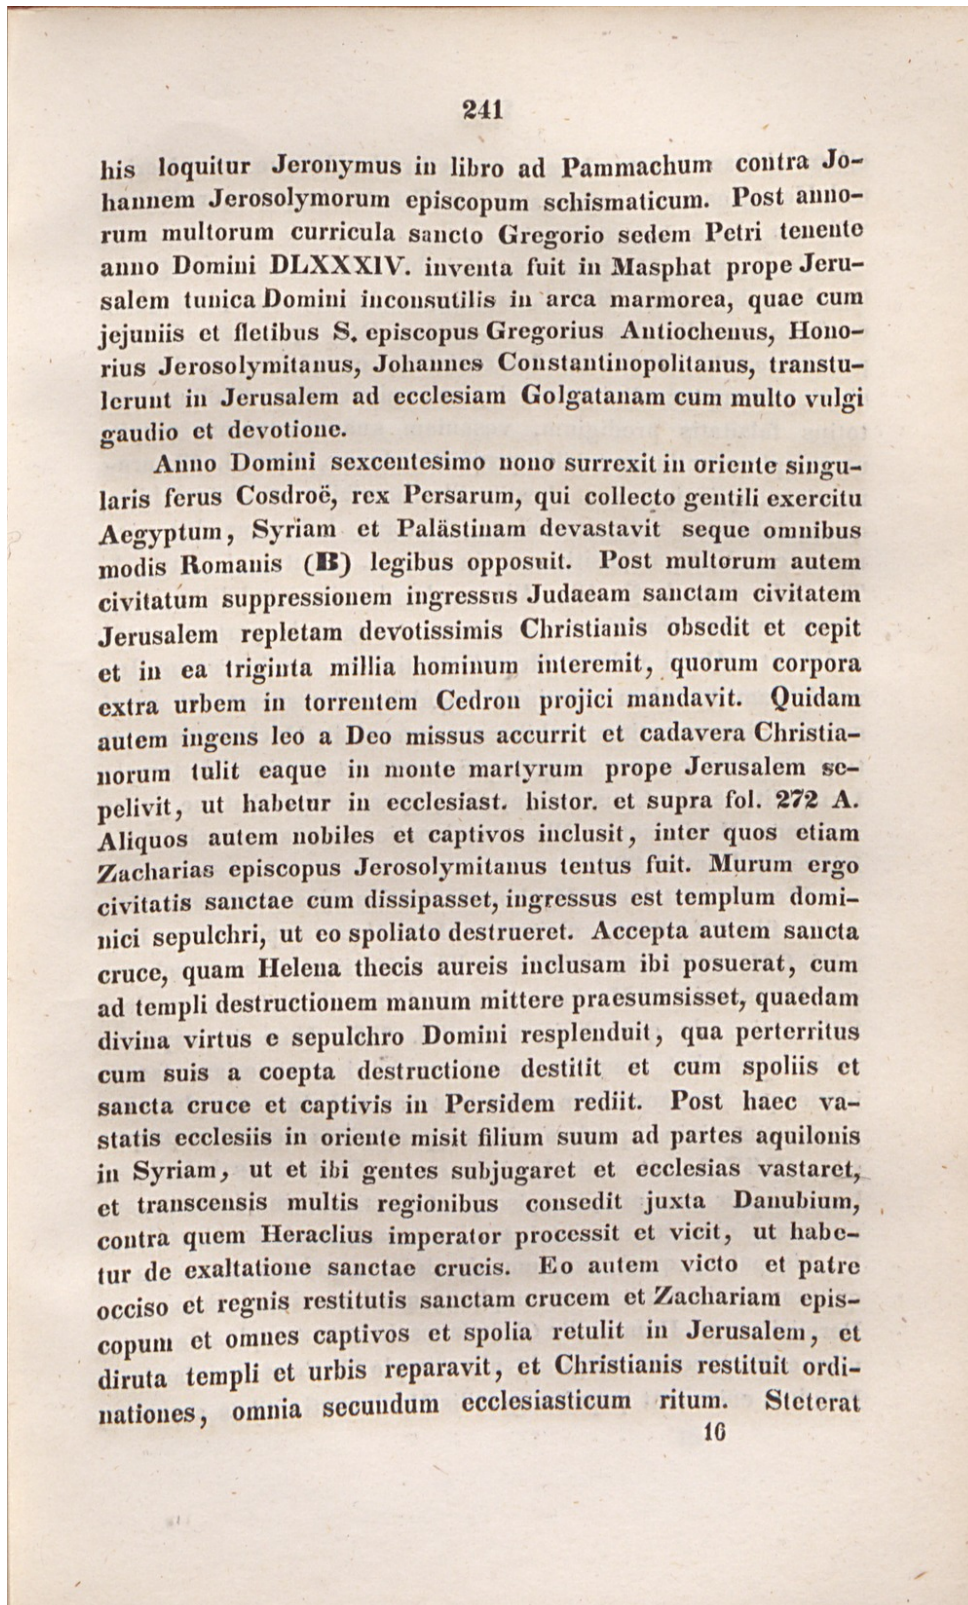 241
his loquitur Jeronymus in libro ad Pammachum contra Jo-
hannem Jerosolymorum episcopum schismaticum. Post anno-
rum multorum curricula sancto Gregorio sedem Petri tenente
anno Domini DLXXXIV. inventa fuit in Masphat prope Jeru-
salem tunica Domini inconsutilis in arca marmorea, quae cum
jejuniis et fletibus S. episcopus Gregorius Antiochenus, Hono-
rius Jerosolymitanus, Johannes Constantinopolitanus, transtu-
lerunt in Jerusalem ad ecclesiam Golgatanam cum multo vulgi
gaudio et devotione.
Anno Domini sexcentesimo nono surrexit in oriente singu-
laris ferus Cosdroë, rex Persarum, qui collecto gentili exercitu
Aegyptum, Syriam et Palästinam devastavit seque omnibus
modis Romanis (B) legibus opposuit. Post multorum autem
civitatum suppressionem ingressus Judaeam sanctam civitatem
Jerusalem repletam devotissimis Christianis obsedit et cepit
et in ea triginta millia hominum interemit, quorum corpora
extra urbem in torrentem Cedron projici mandavit. Quidam
autem ingens leo a Deo missus accurrit et cadavera Christia-
norum tulit eaque in monte martyrum prope Jerusalem se-
pelivit, ut habetur in ecclesiast. histor. et supra fol. 272 A.
Aliquos autem nobiles et captivos inclusit, inter quos etiam
Zacharias episcopus Jerosolymitanus tentus fuit. Murum ergo
civitatis sanctae cum dissipasset, ingressus est templum domi-
nici sepulchri, ut eo spoliato destrueret. Accepta autem sancta
cruce, quam Helena thecis aureis inclusam ibi posuerat, cum
ad templi destructionem manum mittere praesumsisset, quaedam
divina virtus e sepulchro Domini resplenduit, qua perterritus
cum suis a coepta destructione destitit et cum spoliis et
sancta cruce et captivis in Persidem rediit. Post haec va-
statis ecclesiis in oriente misit filium suum ad partes aquilonis
in Syriam, ut et ibi gentes subjugaret et ecclesias vastaret,
et transcensis multis regionibus consedit juxta Danubium,
contra quem Heraclius imperator processit et vicit, ut habe-
tur de exaltatione sanctae crucis. Eo autem victo et patre
occiso et regnis restitutis sanctam crucem et Zachariam epis-
copum et omnes captivos et spolia retulit in Jerusalem, et
diruta templi et urbis reparavit, et Christianis restituit ordi-
nationes, omnia secundum ecclesiasticum ritum. Steterat
16